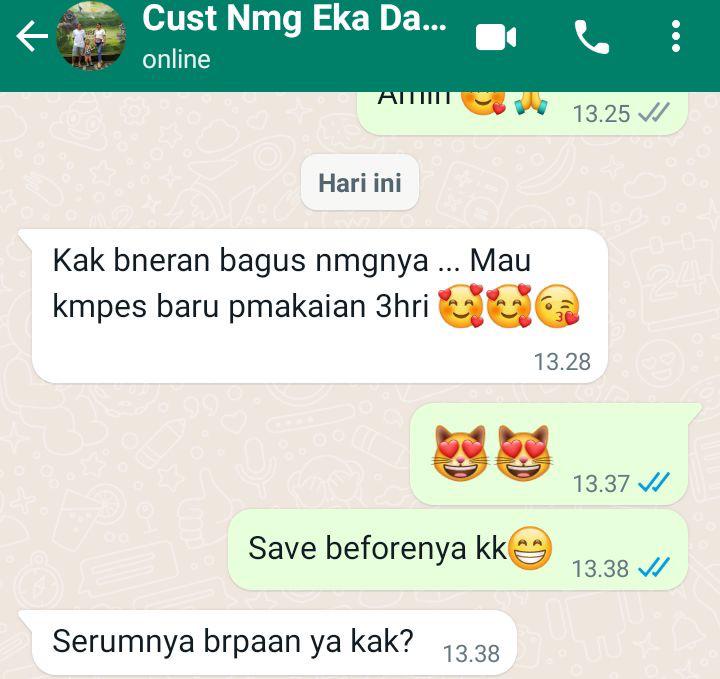 Cust Nmg Eka Da...
online
Amin 🥰🙏
13.25
Hari ini
Kak bneran bagus nmgnya ... Mau
kmpes baru pmakaian 3hri 🥰🥰😘
13.28
😻😻
13.37
Save beforenya kk😁
13.38
Serumnya brpaan ya kak?
13.38